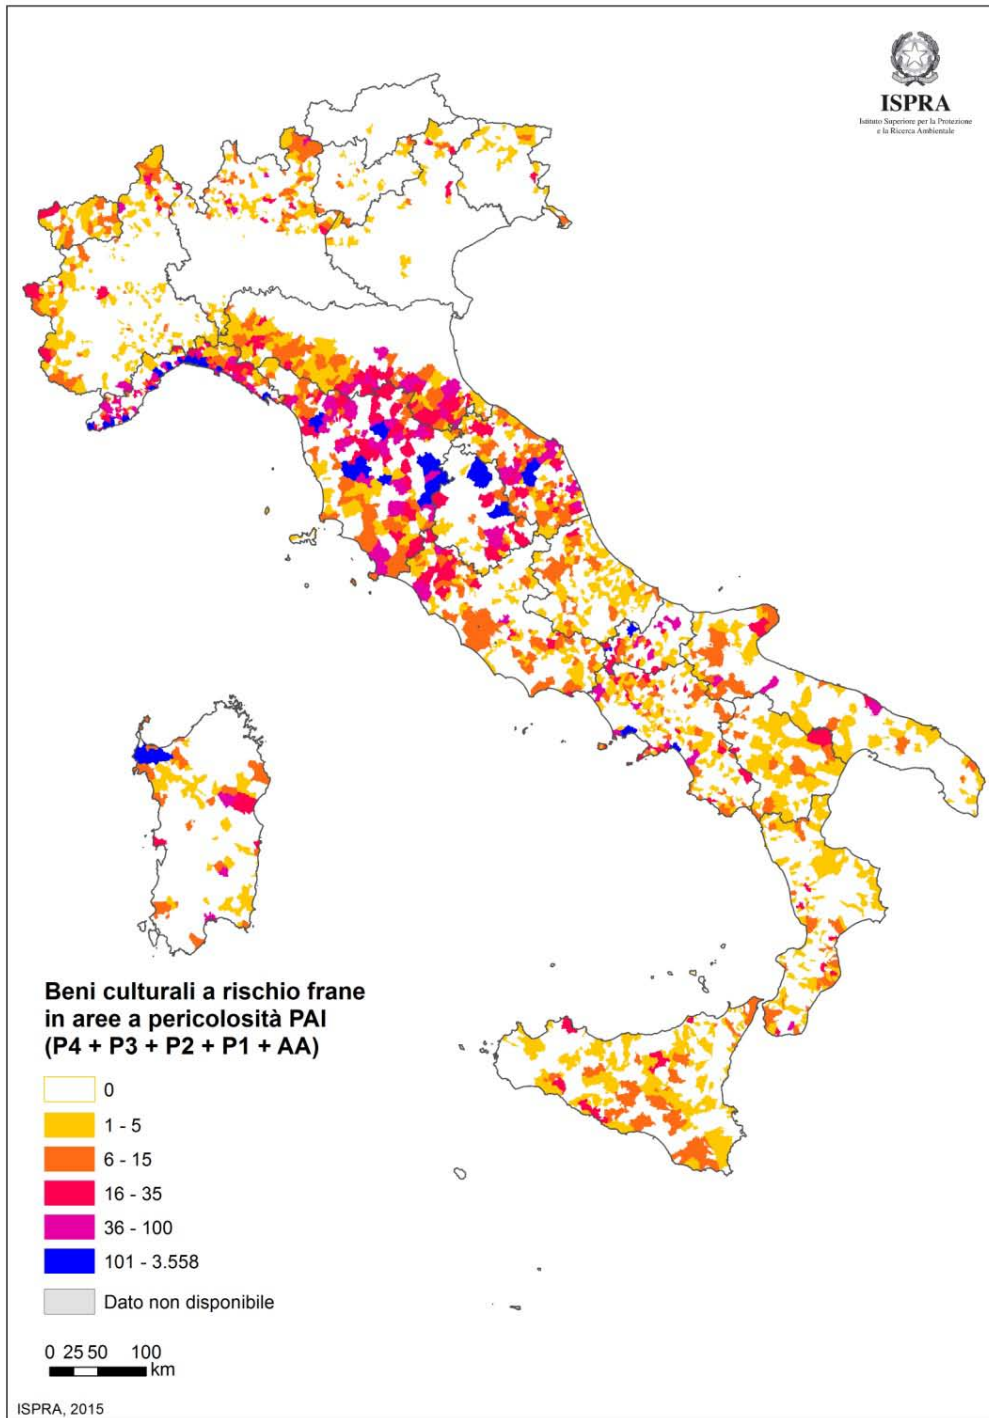 ISPRA
Istituto Superiore per la Protezione
e la Ricerca Ambientale
Beni culturali a rischio frane
in aree a pericolosità PAI
(P4 + P3 + P2 + P1 + AA)
0
1 - 5
6 - 15
16 - 35
36 - 100
101 - 3.558
Dato non disponibile
0 25 50 100
km
ISPRA, 2015